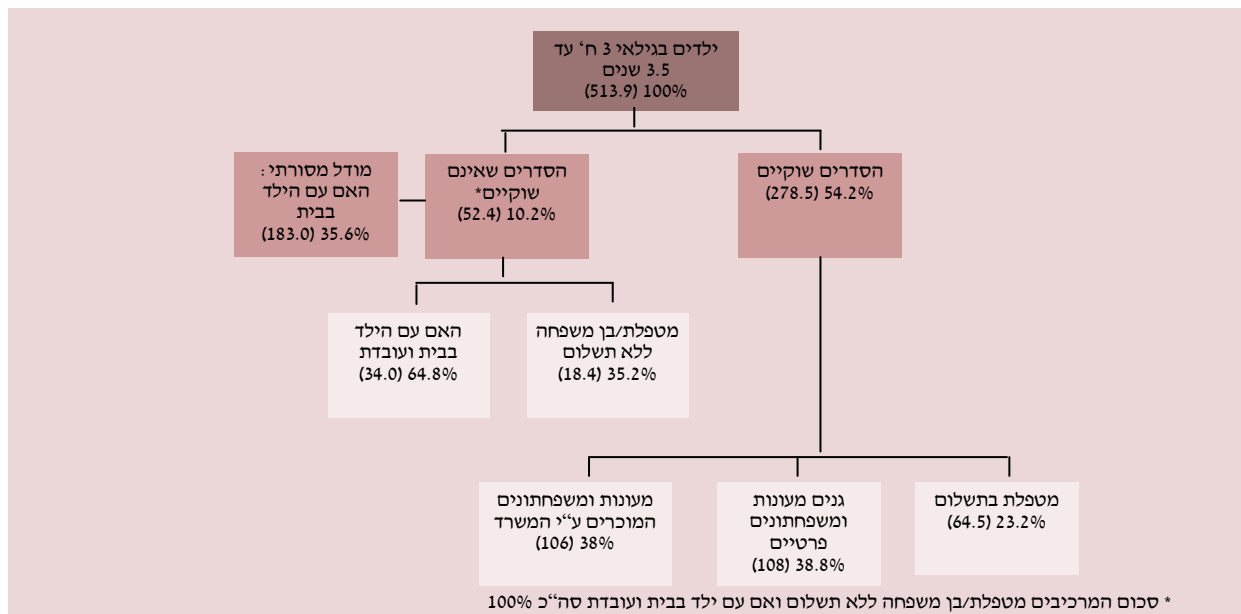 ילדים בגילאי 3 ח' עד
3.5 שנים
100% (513.9)
הסדרים שוקיים
54.2% (278.5)
הסדרים שאינם
שוקיים*
10.2% (52.4)
מודל מסורתי :
האם עם הילד
בבית
35.6% (183.0)
מטפלת/בן משפחה
ללא תשלום
35.2% (18.4)
האם עם הילד
בבית ועובדת
64.8% (34.0)
מטפלת בתשלום
23.2% (64.5)
גנים מעונות
ומשפחתונים
פרטיים
38.8% (108)
מעונות ומשפחתונים
המוכרים ע"י המשרד
38% (106)
* סכום המרכיבים מטפלת/בן משפחה ללא תשלום ואם עם ילד בבית ועובדת סה"כ 100%